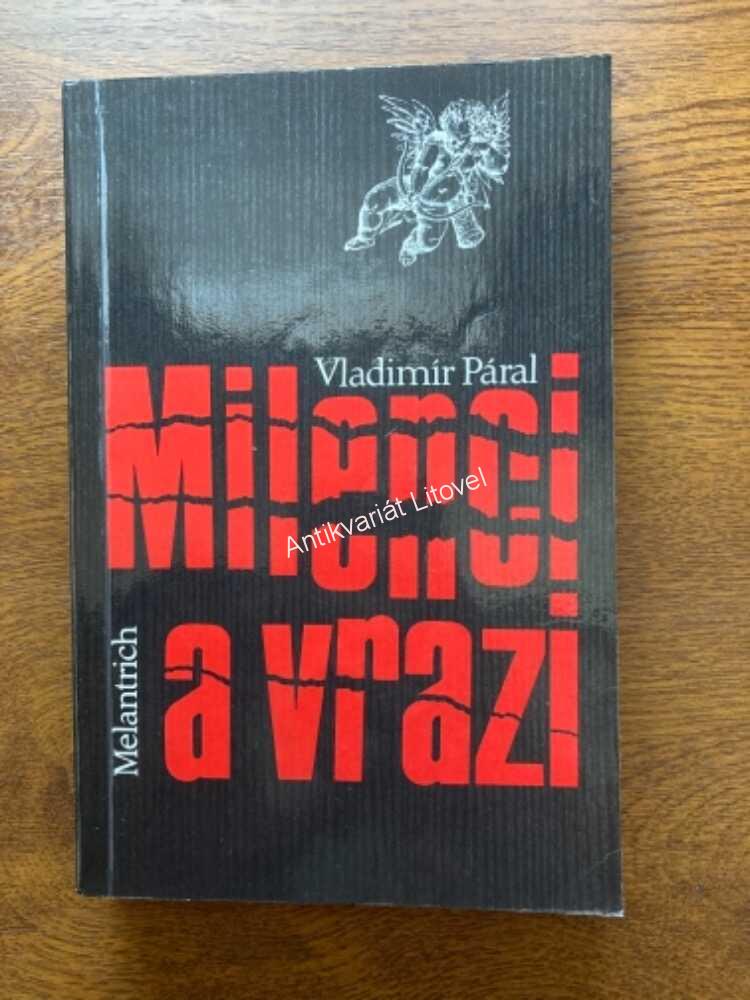 Vladimír Páral
Milenci
a vrazi
Melantrich
Antikvariát Litovel